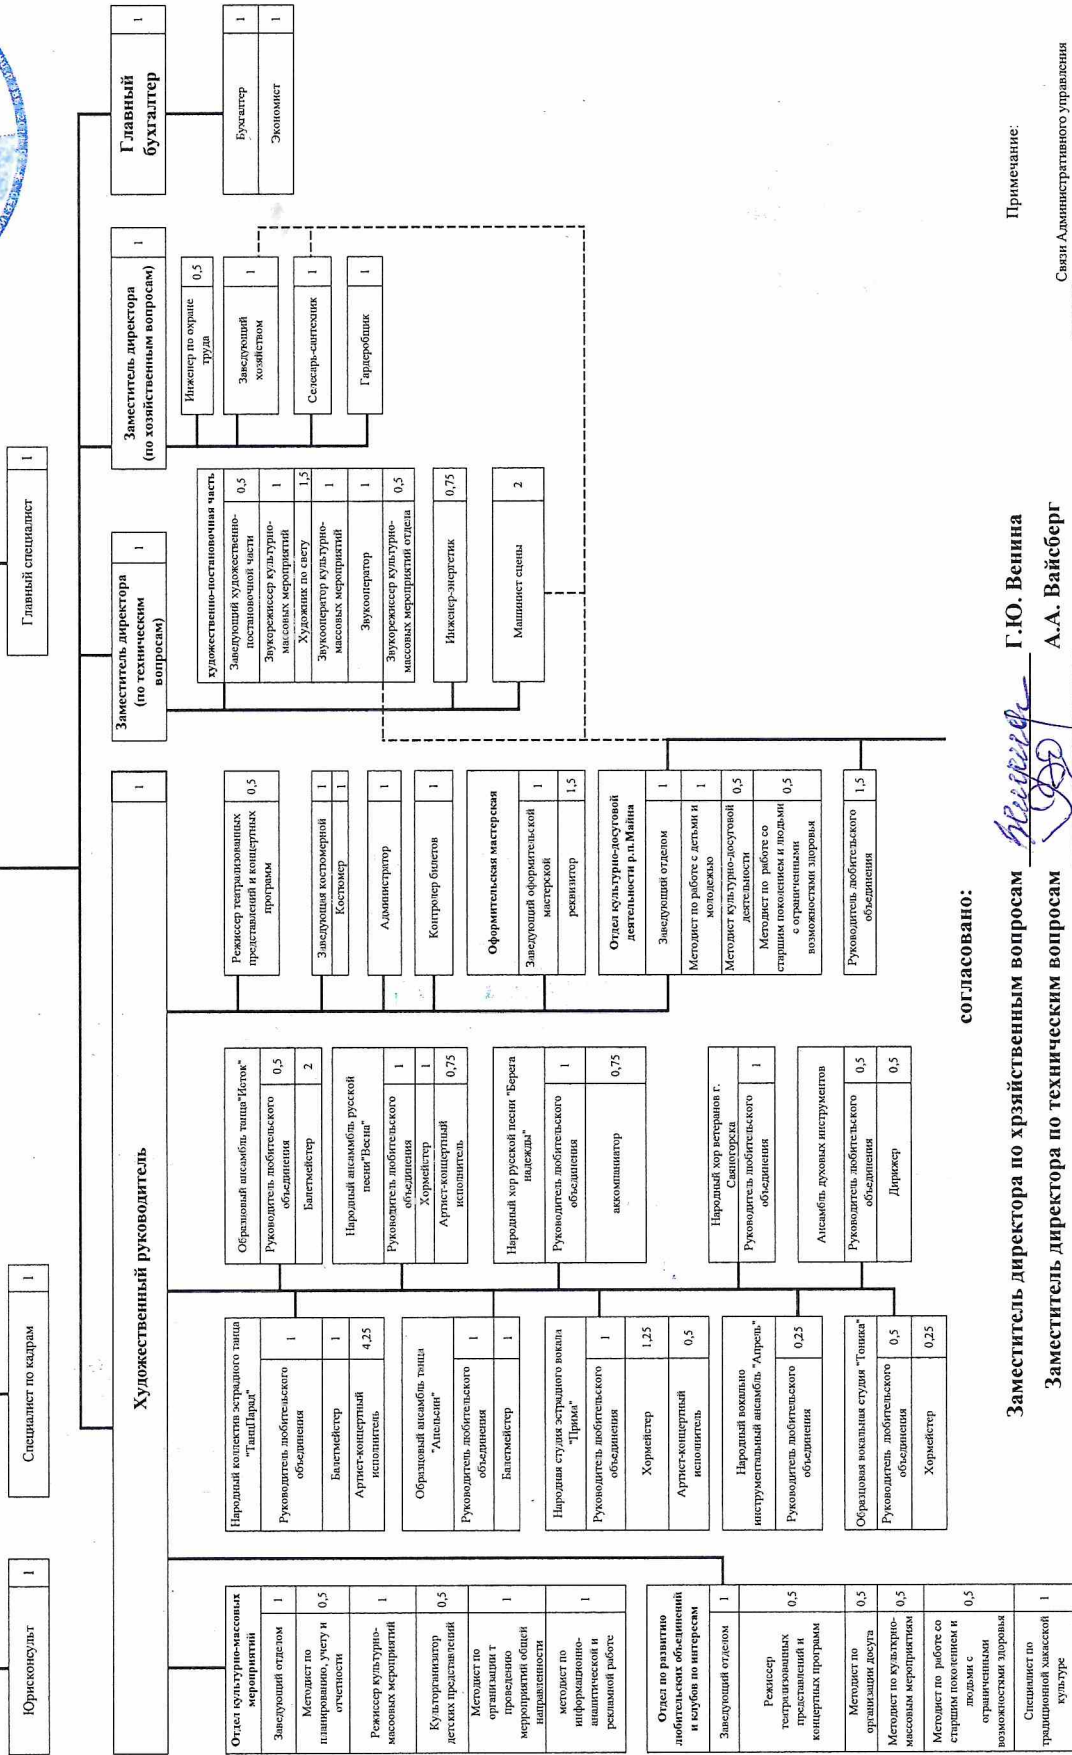 Юрисконсульт
1
Специалист по кадрам
1
Главный специалист
1
Художественный руководитель
1
Заместитель директора
(по техническим
вопросам)
1
Заместитель директора
(по хозяйственным вопросам)
1
Главный
бухгалтер
1
Отдел культурно-массовых
мероприятий
Заведующий отделом
1
Методист по
планированию, учету и
отчетности
0,5
Режиссер культурно-
масоовых мероприятий
1
Культорганизатор
детских представлений
0,5
Методист по
организации т
проведению
мерроприятий общей
направленности
1
методист по
информационно-
аналитической и
рекламной работе
1
Отдел по развитию
любительских объединений
и клубов по интересам
Заведующий отделом
1
Режиссер
театрализованных
представлений и
концертных программ
0,5
Методист по
организации досуга
0,5
Методист по культкрно-
массовым мероприятиям
0,5
Методист по работе со
старшим поколением и
людьми с
ограниченными
возможностями здоровья
0,5
Специалист по
традиционной хакасской
культуре
1
Народный коллектив эстрадного танца
"ТанцПарад"
Руководитель любительского
объединения
1
Балетмейстер
1
Артист-концертный
исполнитель
4,25
Образцовый ансамбль танца
"Апельсин"
Руководитель любительского
объединения
1
Балетмейстер
1
Народная студия эстрадного вокала
"Прима"
Руководитель любительского
объединения
1
Хормейстер
1,25
Артист-концертный
исполнитель
0,5
Народный вокально
инструментальный ансамбль "Апрель"
Руководитель любительского
объединения
0,25
Образцовая вокальная студия "Тоника"
Руководитель любительского
объединения
0,5
Хормейстер
0,25
Образцовый ансамбль танца"Исток"
Руководитель любительского
объединения
0,5
Балетмейстер
2
Народный ансаммбль русской
песни"Весна"
Руководитель любительского
объединения
1
Хормейстер
1
Артист-концертный
исполнитель
0,75
Народный хор русской песни "Берега
надежды"
Руководитель любительского
объединения
1
аккомпаниатор
0,75
Народный хор ветеранов г.
Саяногорска
Руководитель любительского
объединения
1
Ансамбль духовых инструментов
Руководитель любительского
объединения
0,5
Дирижер
0,5
Режиссер театрализованных
представлений и концертных
программ
0,5
Заведующая костюмерной
1
Костюмер
1
Администратор
1
Контролер билетов
1
Оформительская мастерская
Заведующий оформительской
мастерской
1
реквизитор
1,5
Отдел культурно-досуговой
деятельности р.п.Майна
Заведующий отделом
1
Методист по работе с детьми и
молодежью
1
Методист культурно-досуговой
деятельности
0,5
Методист по работе со
старшим поколением и людьми
с ограниченными
возможностями здоровья
0,5
Руководитель любительского
объединения
1,5
художественно-постановочная часть
Заведующий художественно-
постановочной части
0,5
Звукорежиссер культурно-
массовых мероприятий
1
Художник по свету
1,5
Звукооператор культурно-
массовых мероприятий
1
Звукооператор
1
Звукорежиссер культурно-
массовых мероприятий отдела
0,5
Инженер-энергетик
0,75
Машинист сцены
2
Инженер по охране
труда
0,5
Заведующий
хозяйством
1
Селесарь-сантехник
1
Гардеробщик
1
Бухгалтер
1
Экономист
1
согласовано:
Заместитель директора по хрзяйственным вопросам
Г.Ю. Венина
Заместитель директора по техническим вопросам
А.А. Вайсберг
Примечание:
Связи Административного управления